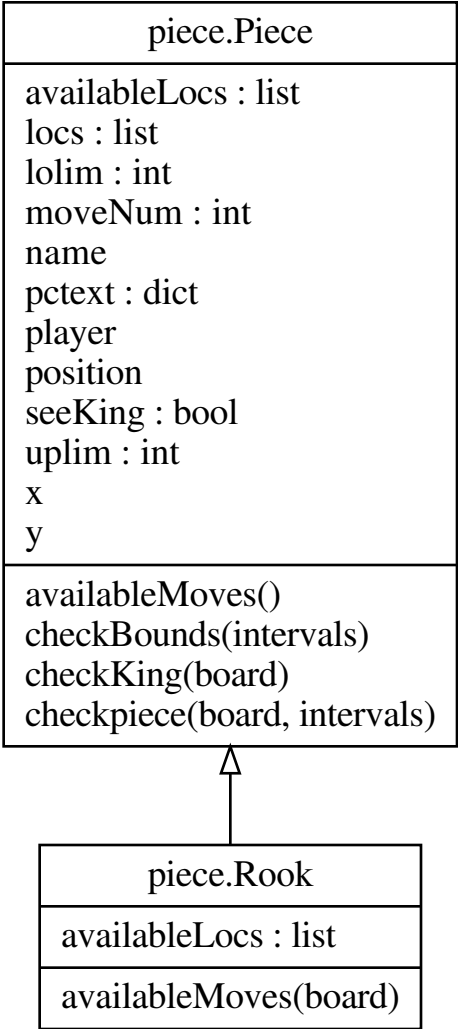 piece.Piece
availableLocs : list
locs : list
lolim : int
moveNum : int
name
pctext : dict
player
position
seeKing : bool
uplim : int
x
y
availableMoves()
checkBounds(intervals)
checkKing(board)
checkpiece(board, intervals)
piece.Rook
availableLocs : list
availableMoves(board)